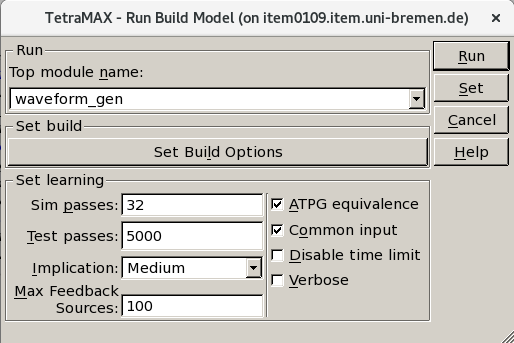 TetraMAX - Run Build Model (on item0109.item.uni-bremen.de)
Run
Top module name:
waveform_gen
Run
Set
Cancel
Help
Set build
Set Build Options
Set learning
Sim passes: 32
Test passes: 5000
Implication: Medium
Max Feedback
Sources: 100
ATPG equivalence
Common input
Disable time limit
Verbose